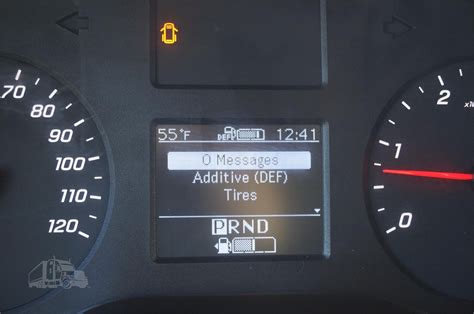 70
80
90
100
110
120
55°F DEF 12:41
0 Messages
Additive (DEF)
Tires
PRND
2
1
0